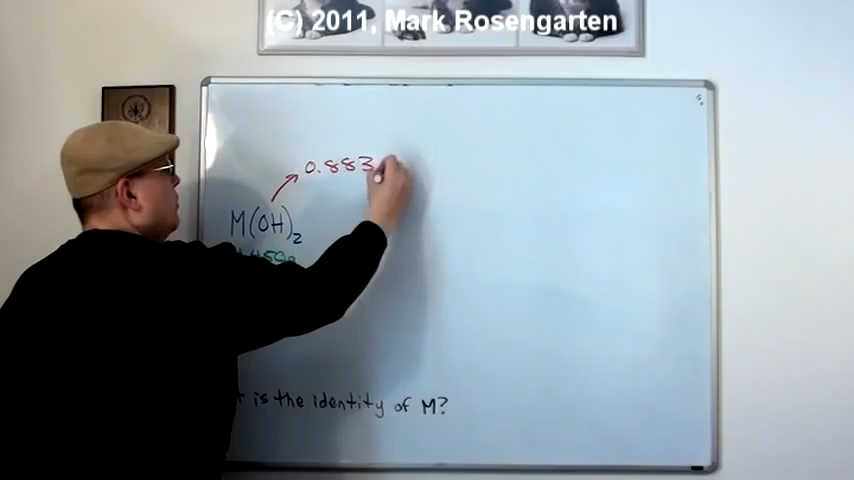 (C) 2011, Mark Rosengarten
0.883
M(OH)2
is the identity of M?